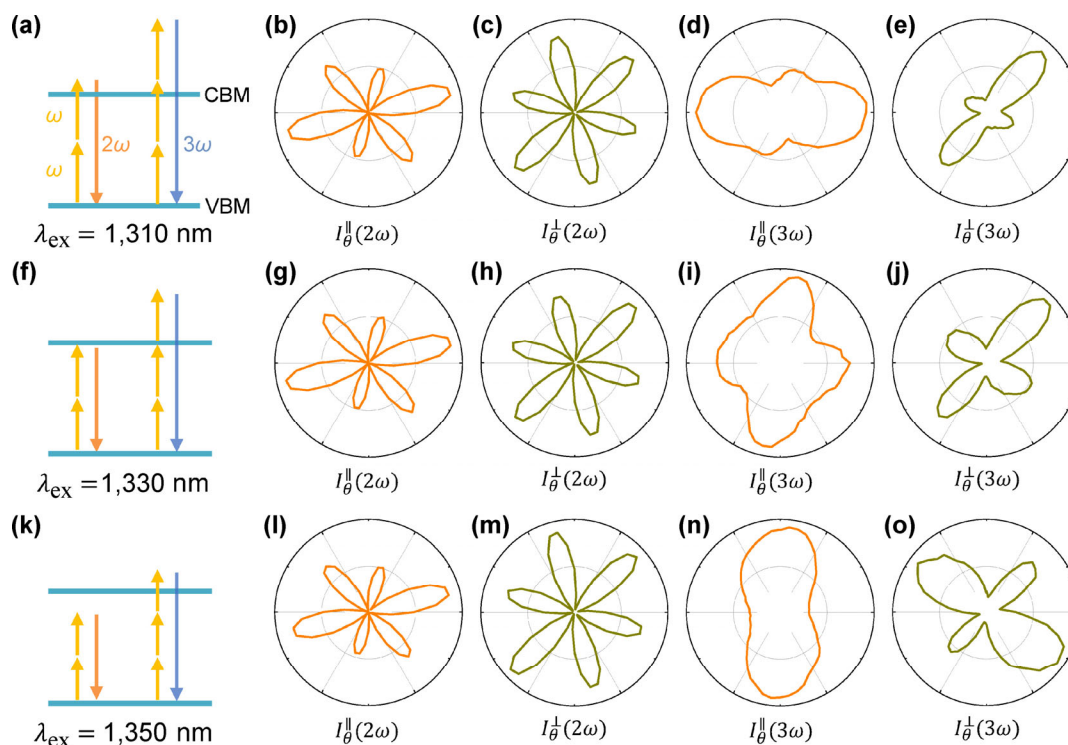 (a) (b) (c) (d) (e)
CBM
ω
2ω 3ω
ω
VBM
λex = 1,310 nm
I∥θ(2ω) I⊥θ(2ω) I∥θ(3ω) I⊥θ(3ω)
(f) (g) (h) (i) (j)
λex =1,330 nm
I∥θ(2ω) I⊥θ(2ω) I∥θ(3ω) I⊥θ(3ω)
(k) (l) (m) (n) (o)
λex = 1,350 nm
I∥θ(2ω) I⊥θ(2ω) I∥θ(3ω) I⊥θ(3ω)